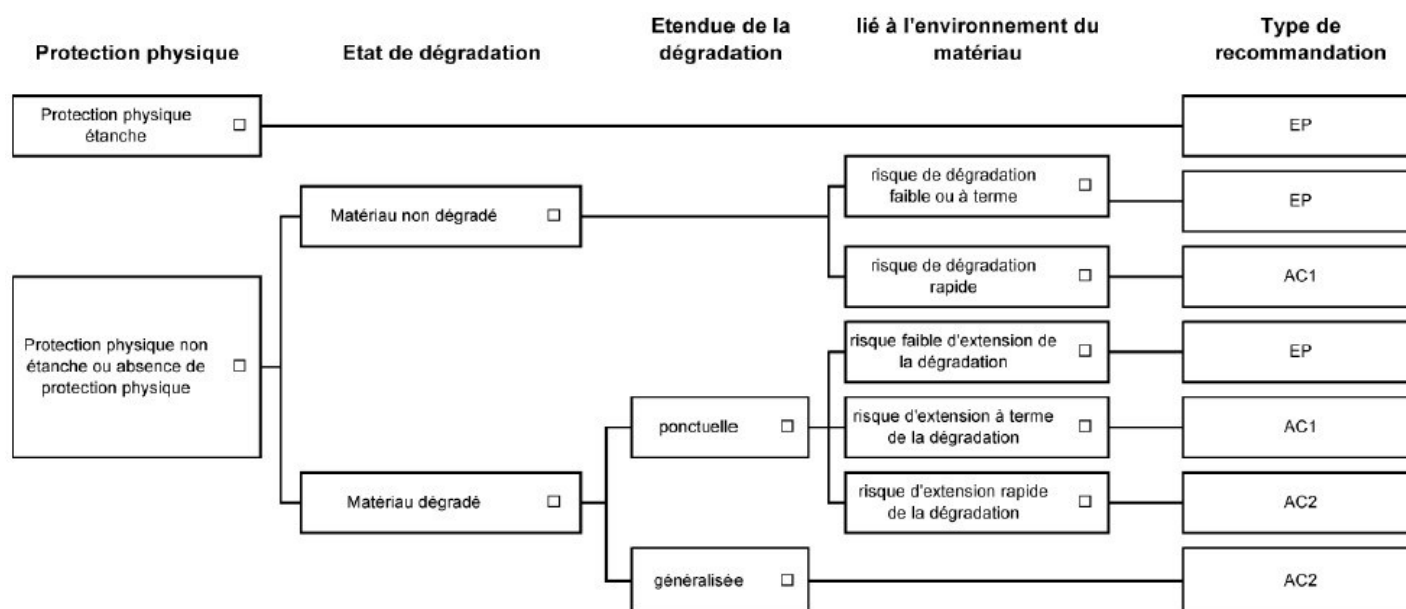 Protection physique
Etat de dégradation
Etendue de la
dégradation
lié à l'environnement du
matériau
Type de
recommandation
Protection physique
étanche
EP
Matériau non dégradé
risque de dégradation
faible ou à terme
EP
risque de dégradation
rapide
AC1
Protection physique non
étanche ou absence de
protection physique
risque faible d'extension de
la dégradation
EP
ponctuelle
risque d'extension à terme
de la dégradation
AC1
Matériau dégradé
risque d'extension rapide
de la dégradation
AC2
généralisée
AC2